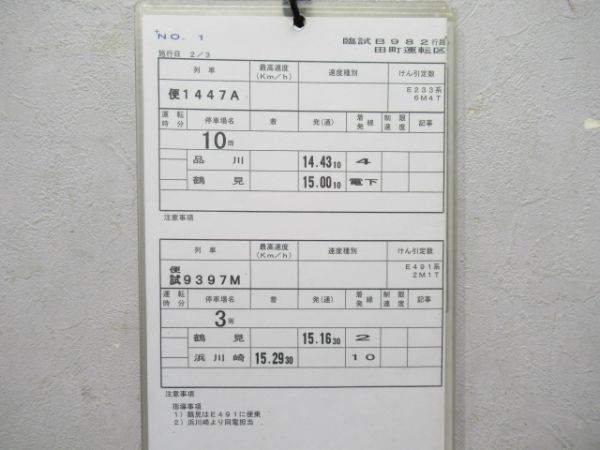 NO. 1
臨試B982行路
田町運転区
施行日 2/3
列車 最高速度(Km/h) 速度種別 けん引定数
便1447A E233系 6M4T
運転時分 停車場名 着 発(通) 着発線 制限速度 記事
10両
品川 14.43 10 4
鶴見 15.00 10 電下
注意事項
列車 最高速度(Km/h) 速度種別 けん引定数
便試9397M E491系 2M1T
運転時分 停車場名 着 発(通) 着発線 制限速度 記事
3両
鶴見 15.16 30 2
浜川崎 15.29 30 10
注意事項
指導事項
1) 鶴見はE491に便乗
2) 浜川崎より回電担当